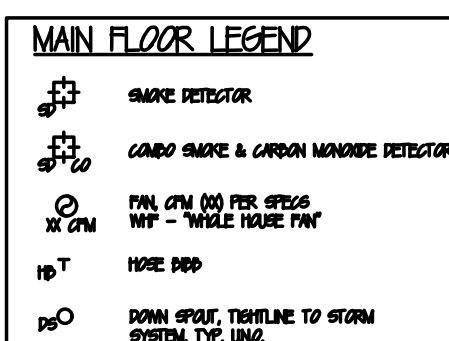 MAIN FLOOR LEGEND
SD SMOKE DETECTOR
SD CO COMBO SMOKE & CARBON MONOXIDE DETECTOR
XX CFM FAN, CFM (XX) PER SPECS
WHF - "WHOLE HOUSE FAN"
HB HOSE BIBB
DS DOWN SPOUT, TIGHTLINE TO STORM
SYSTEM, TYP. U.N.O.